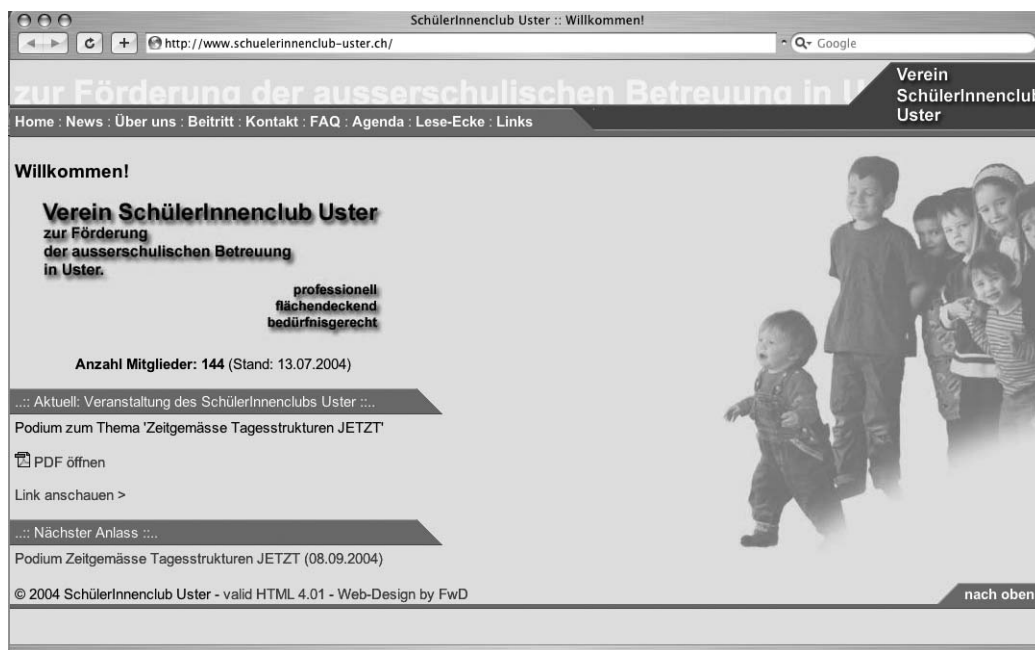 SchülerInnenclub Uster :: Willkommen!
http://www.schuelerinnenclub-uster.ch/
Google
zur Förderung der ausserschulischen Betreuung in U
Verein
SchülerInnenclub
Uster
Home : News : Über uns : Beitritt : Kontakt : FAQ : Agenda : Lese-Ecke : Links
Willkommen!
Verein SchülerInnenclub Uster
zur Förderung
der ausserschulischen Betreuung
in Uster.
professionell
flächendeckend
bedürfnisgerecht
Anzahl Mitglieder: 144 (Stand: 13.07.2004)
..:: Aktuell: Veranstaltung des SchülerInnenclubs Uster ::..
Podium zum Thema 'Zeitgemässe Tagesstrukturen JETZT'
PDF öffnen
Link anschauen >
..:: Nächster Anlass ::..
Podium Zeitgemässe Tagesstrukturen JETZT (08.09.2004)
© 2004 SchülerInnenclub Uster - valid HTML 4.01 - Web-Design by FwD
nach oben